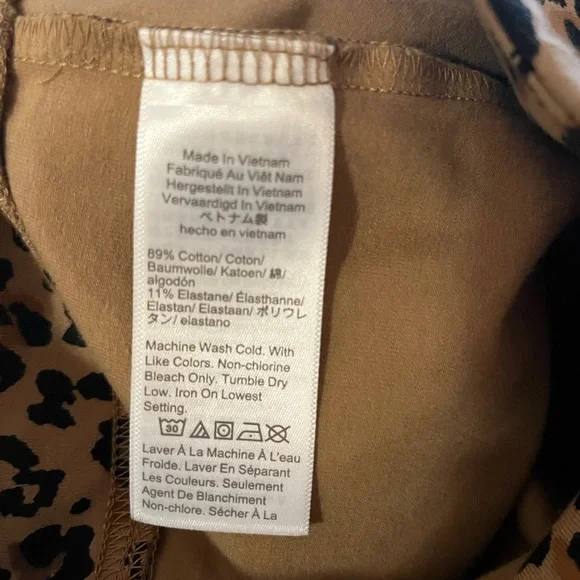 Made In Vietnam
Fabriqué Au Viêt Nam
Hergestellt In Vietnam
Vervaardigd In Vietnam
ベトナム製
hecho en vietnam
89% Cotton/ Coton/
Baumwolle/ Katoen/ 綿/
algodón
11% Elastane/ Élasthanne/
Elastan/ Elastaan/ ポリウレ
タン/ elastano
Machine Wash Cold. With
Like Colors. Non-chlorine
Bleach Only. Tumble Dry
Low. Iron On Lowest
Setting.
30
Laver À La Machine À L'eau
Froide. Laver En Séparant
Les Couleurs. Seulement
Agent De Blanchiment
Non-chlore. Sécher À La